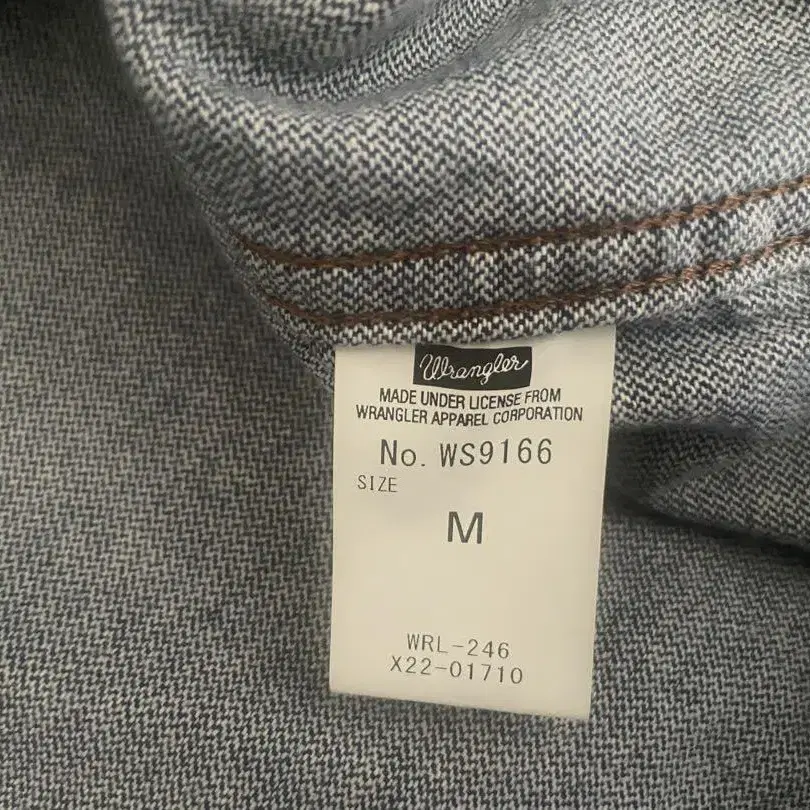 Wrangler
MADE UNDER LICENSE FROM
WRANGLER APPAREL CORPORATION
No. WS9166
SIZE
M
WRL-246
X22-01710